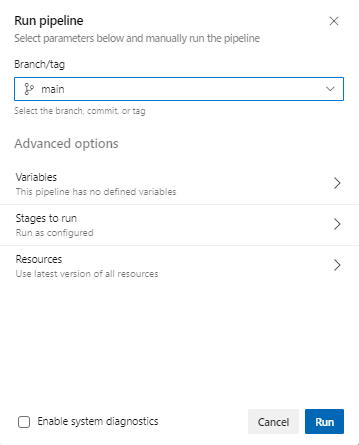 Run pipeline
Select parameters below and manually run the pipeline
Branch/tag
main
Select the branch, commit, or tag
Advanced options
Variables
This pipeline has no defined variables
Stages to run
Run as configured
Resources
Use latest version of all resources
Enable system diagnostics
Cancel
Run